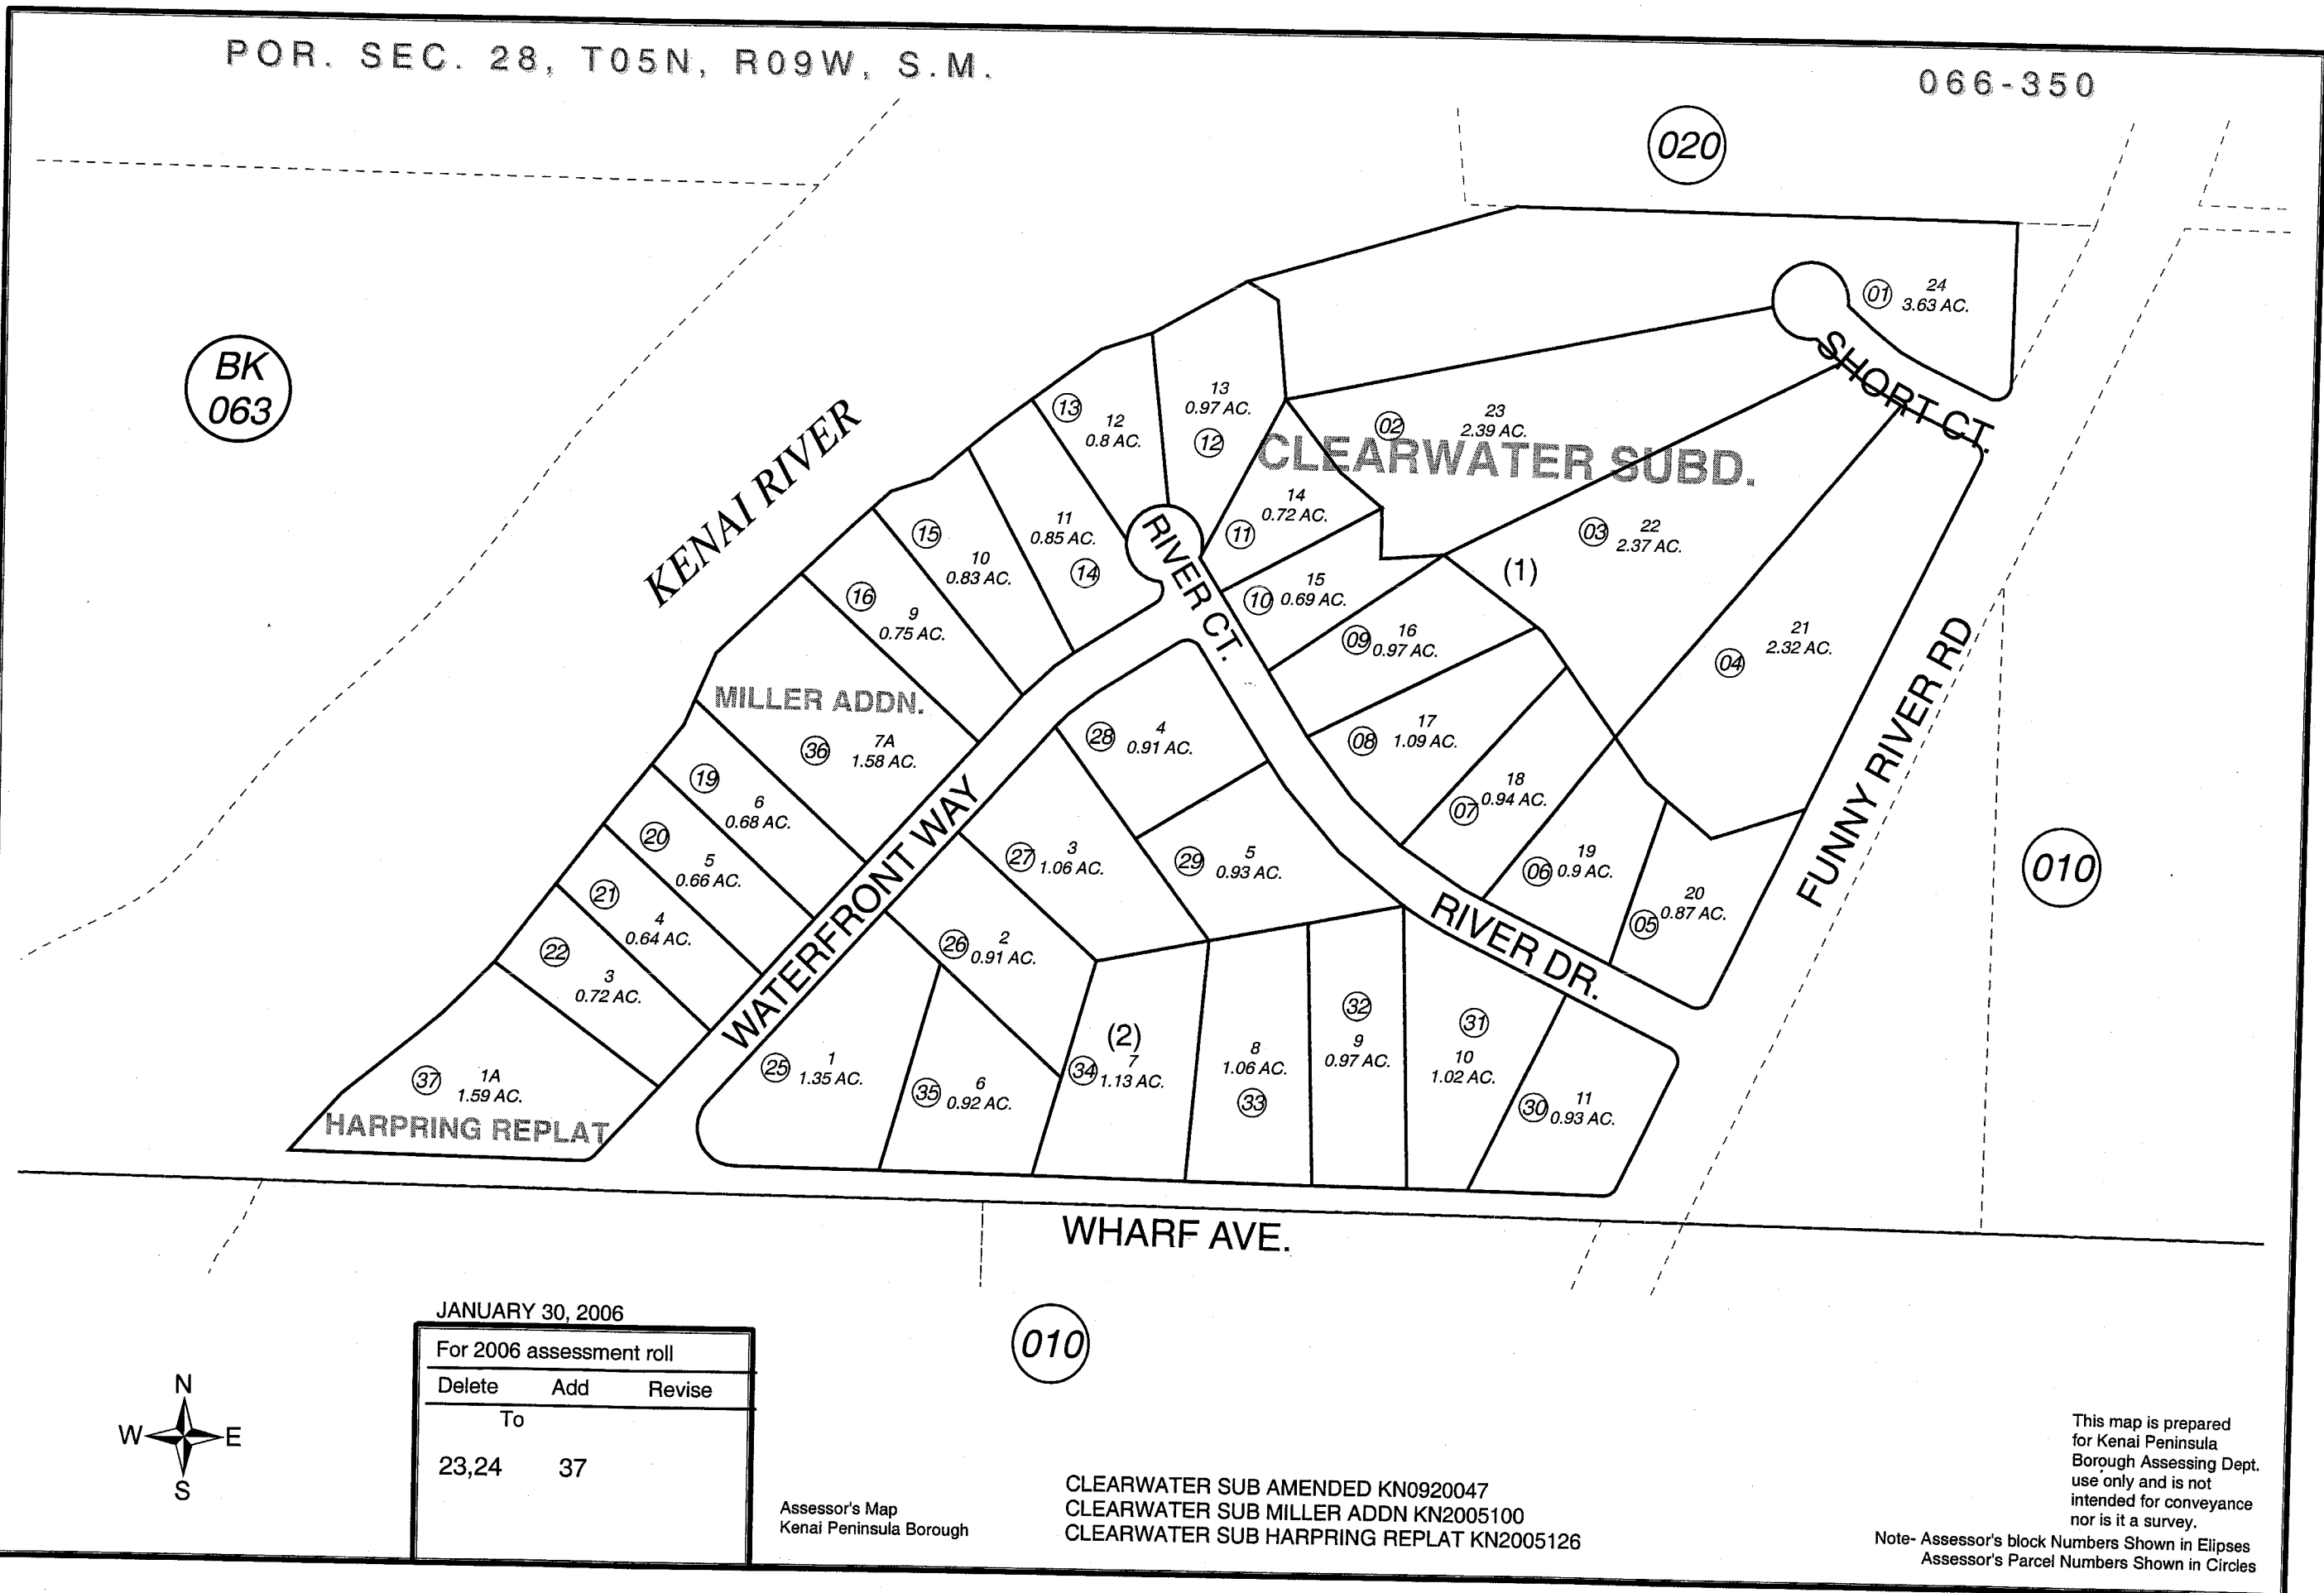 POR. SEC. 28, T05N, R09W, S.M.
066-350
020
BK
063
KENAI RIVER
CLEARWATER SUBD.
SHORT CT.
01
24
3.63 AC.
02
23
2.39 AC.
03
22
2.37 AC.
(1)
04
21
2.32 AC.
13
12
0.8 AC.
13
0.97 AC.
12
14
0.72 AC.
11
15
10
0.69 AC.
16
09
0.97 AC.
17
08
1.09 AC.
18
07
0.94 AC.
19
06
0.9 AC.
20
05
0.87 AC.
RIVER CT.
11
0.85 AC.
14
15
10
0.83 AC.
16
9
0.75 AC.
MILLER ADDN.
36
7A
1.58 AC.
19
6
0.68 AC.
20
5
0.66 AC.
21
4
0.64 AC.
22
3
0.72 AC.
37
1A
1.59 AC.
HARPRING REPLAT
WATERFRONT WAY
28
4
0.91 AC.
27
3
1.06 AC.
29
5
0.93 AC.
26
2
0.91 AC.
25
1
1.35 AC.
35
6
0.92 AC.
(2)
34
7
1.13 AC.
8
1.06 AC.
33
32
9
0.97 AC.
31
10
1.02 AC.
30
11
0.93 AC.
RIVER DR.
FUNNY RIVER RD
010
WHARF AVE.
010
N
W E
S
JANUARY 30, 2006
For 2006 assessment roll
Delete Add Revise
To
23,24 37
Assessor's Map
Kenai Peninsula Borough
CLEARWATER SUB AMENDED KN0920047
CLEARWATER SUB MILLER ADDN KN2005100
CLEARWATER SUB HARPRING REPLAT KN2005126
This map is prepared
for Kenai Peninsula
Borough Assessing Dept.
use only and is not
intended for conveyance
nor is it a survey.
Note- Assessor's block Numbers Shown in Elipses
Assessor's Parcel Numbers Shown in Circles